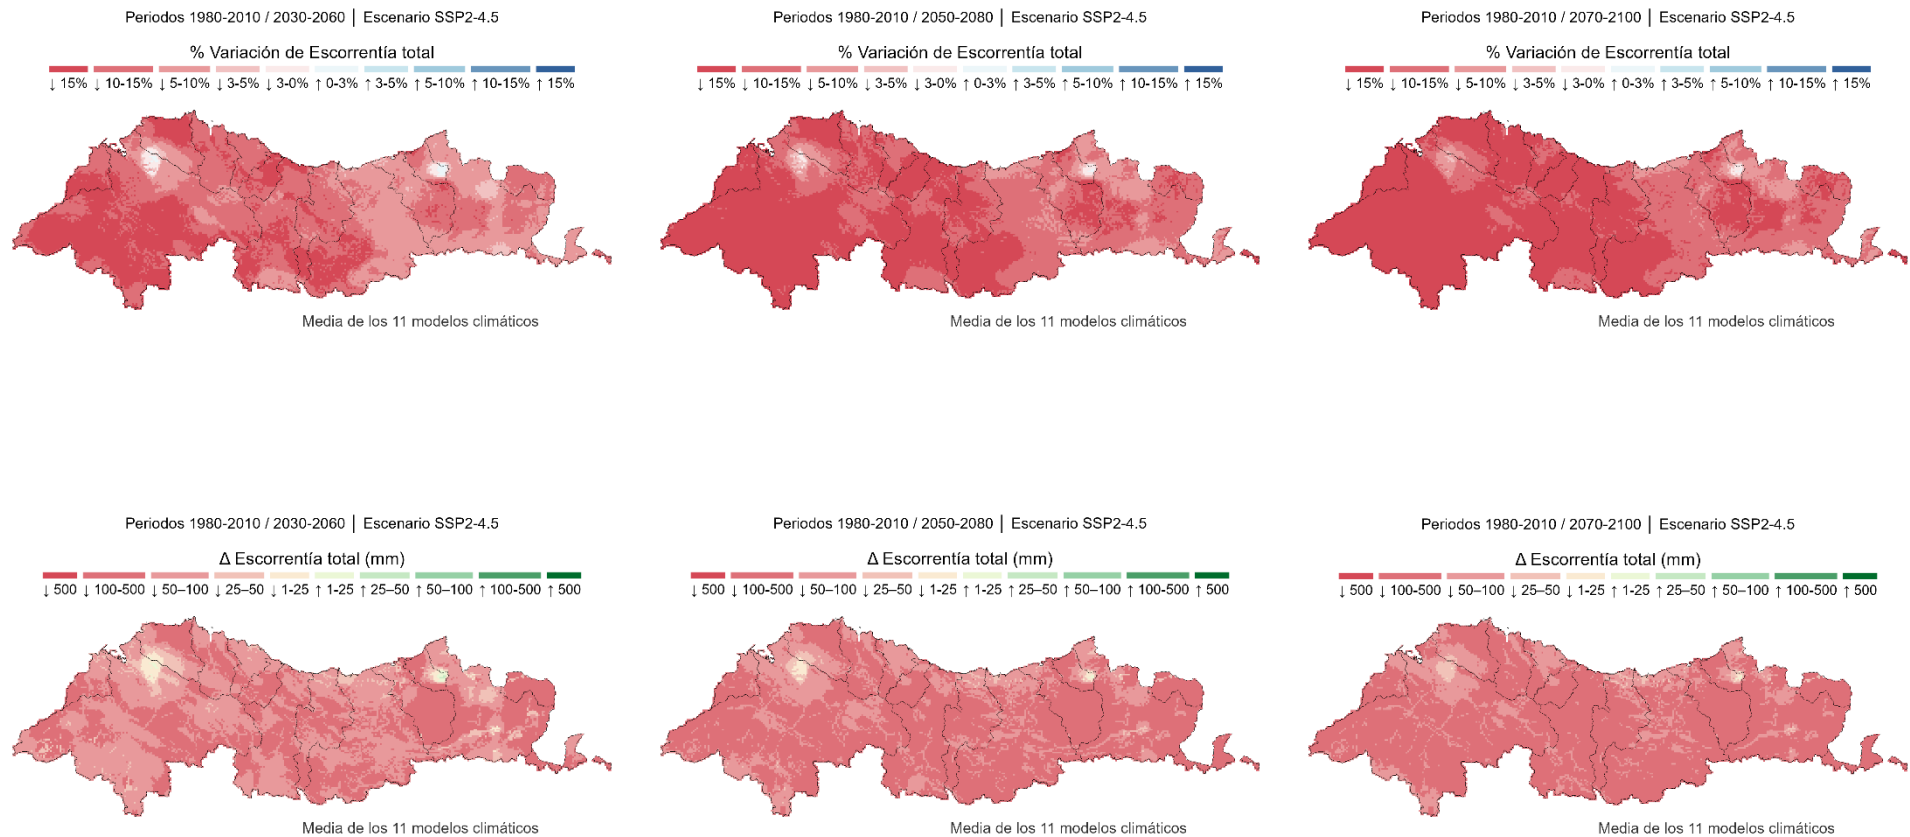 Periodos 1980-2010 / 2030-2060 | Escenario SSP2-4.5
% Variación de Escorrentía total
↓ 15% ↓ 10-15% ↓ 5-10% ↓ 3-5% ↓ 3-0% ↑ 0-3% ↑ 3-5% ↑ 5-10% ↑ 10-15% ↑ 15%
Media de los 11 modelos climáticos
Periodos 1980-2010 / 2050-2080 | Escenario SSP2-4.5
% Variación de Escorrentía total
↓ 15% ↓ 10-15% ↓ 5-10% ↓ 3-5% ↓ 3-0% ↑ 0-3% ↑ 3-5% ↑ 5-10% ↑ 10-15% ↑ 15%
Media de los 11 modelos climáticos
Periodos 1980-2010 / 2070-2100 | Escenario SSP2-4.5
% Variación de Escorrentía total
↓ 15% ↓ 10-15% ↓ 5-10% ↓ 3-5% ↓ 3-0% ↑ 0-3% ↑ 3-5% ↑ 5-10% ↑ 10-15% ↑ 15%
Media de los 11 modelos climáticos
Periodos 1980-2010 / 2030-2060 | Escenario SSP2-4.5
Δ Escorrentía total (mm)
↓ 500 ↓ 100-500 ↓ 50–100 ↓ 25–50 ↓ 1-25 ↑ 1-25 ↑ 25–50 ↑ 50–100 ↑ 100-500 ↑ 500
Media de los 11 modelos climáticos
Periodos 1980-2010 / 2050-2080 | Escenario SSP2-4.5
Δ Escorrentía total (mm)
↓ 500 ↓ 100-500 ↓ 50–100 ↓ 25–50 ↓ 1-25 ↑ 1-25 ↑ 25–50 ↑ 50–100 ↑ 100-500 ↑ 500
Media de los 11 modelos climáticos
Periodos 1980-2010 / 2070-2100 | Escenario SSP2-4.5
Δ Escorrentía total (mm)
↓ 500 ↓ 100-500 ↓ 50–100 ↓ 25–50 ↓ 1-25 ↑ 1-25 ↑ 25–50 ↑ 50–100 ↑ 100-500 ↑ 500
Media de los 11 modelos climáticos